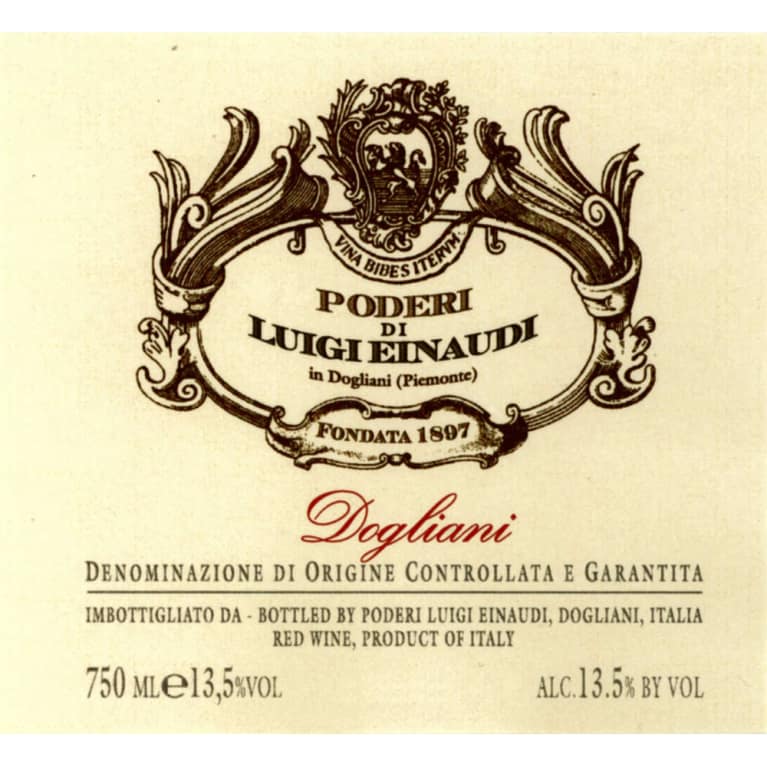 VINA BIBES ITERVM
PODERI
DI
LUIGI EINAUDI
in Dogliani (Piemonte)
FONDATA 1897
Dogliani
DENOMINAZIONE DI ORIGINE CONTROLLATA E GARANTITA
IMBOTTIGLIATO DA - BOTTLED BY PODERI LUIGI EINAUDI, DOGLIANI, ITALIA
RED WINE, PRODUCT OF ITALY
750 ML e 13,5%VOL ALC.13.5% BY VOL